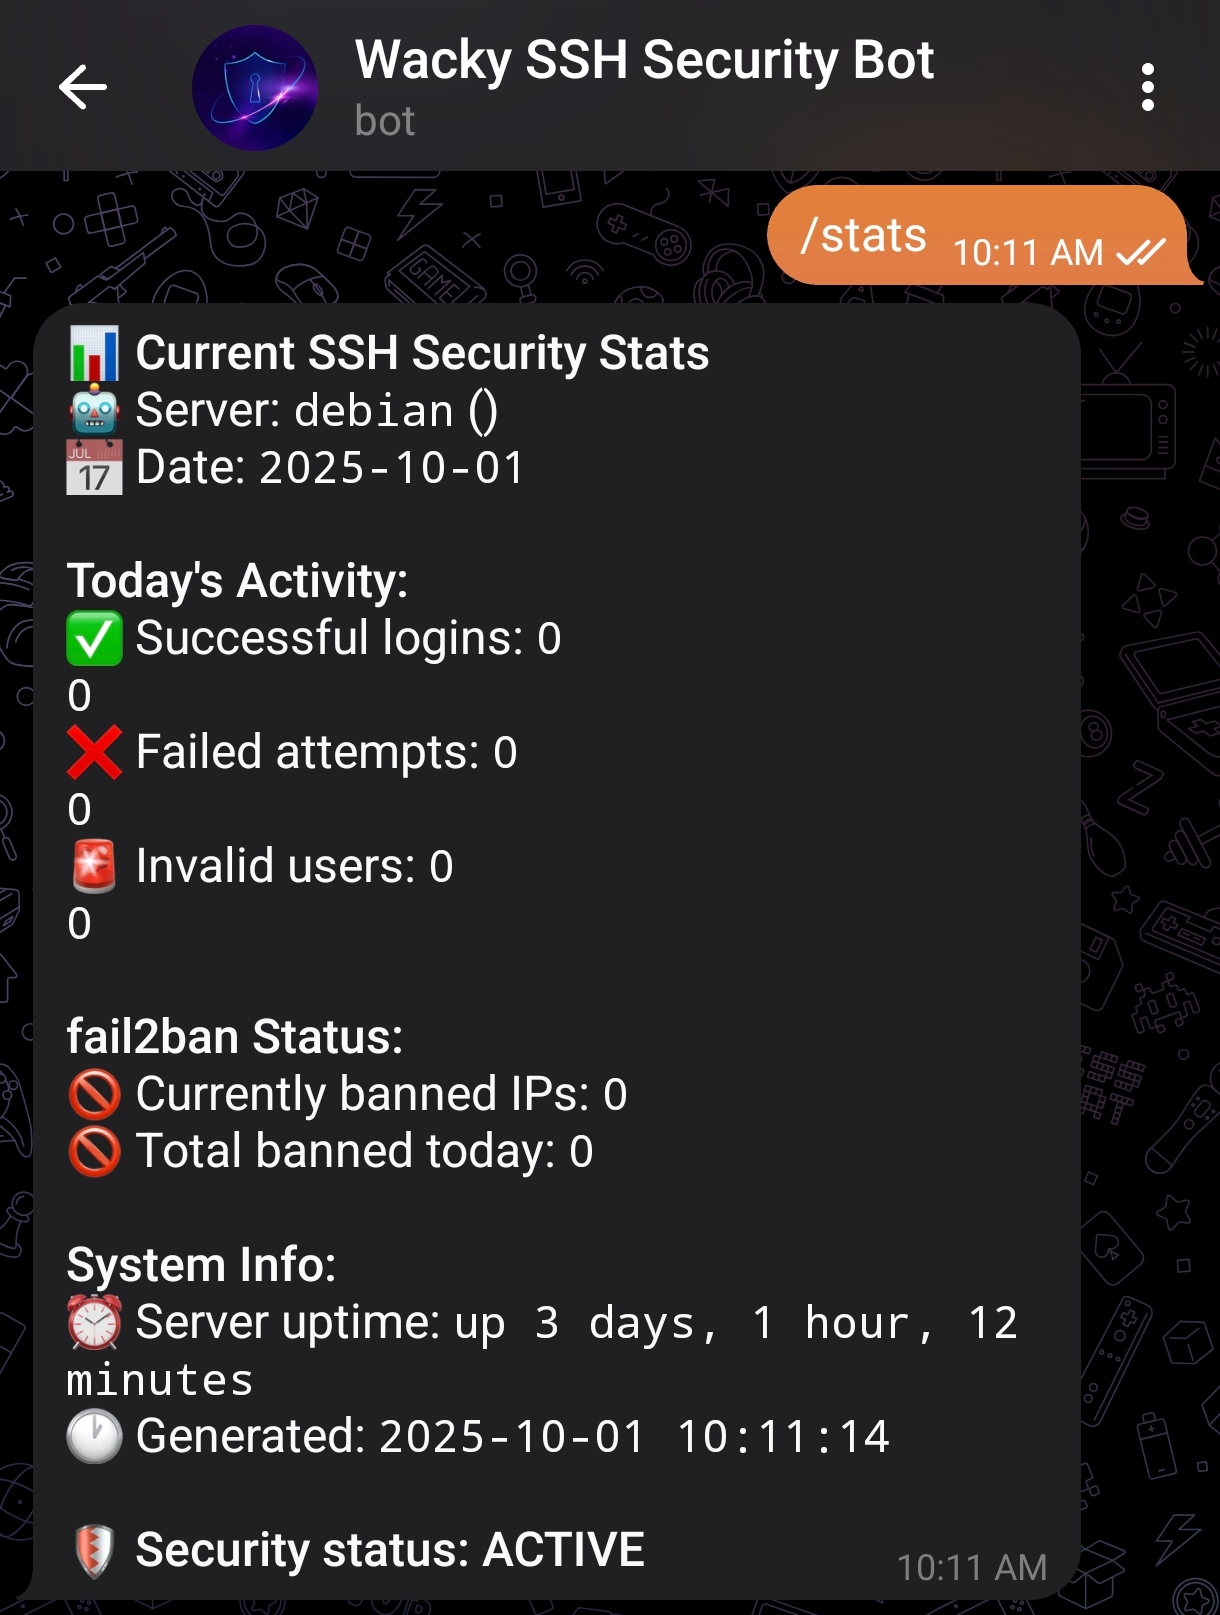 Wacky SSH Security Bot
bot
/stats 10:11 AM
Current SSH Security Stats
Server: debian ()
JUL 17 Date: 2025-10-01
Today's Activity:
Successful logins: 0
0
Failed attempts: 0
0
Invalid users: 0
0
fail2ban Status:
Currently banned IPs: 0
Total banned today: 0
System Info:
Server uptime: up 3 days, 1 hour, 12
minutes
Generated: 2025-10-01 10:11:14
Security status: ACTIVE
10:11 AM